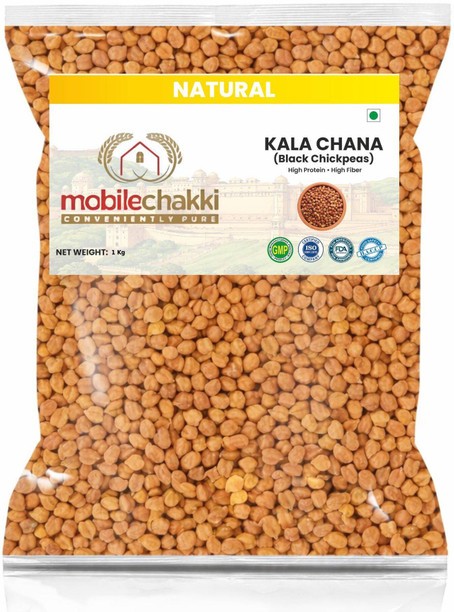 NATURAL
KALA CHANA
(Black Chickpeas)
High Protein • High Fiber
mobilechakki
CONVENIENTLY PURE
NET WEIGHT: 1 Kg
GMP
ISO
FDA